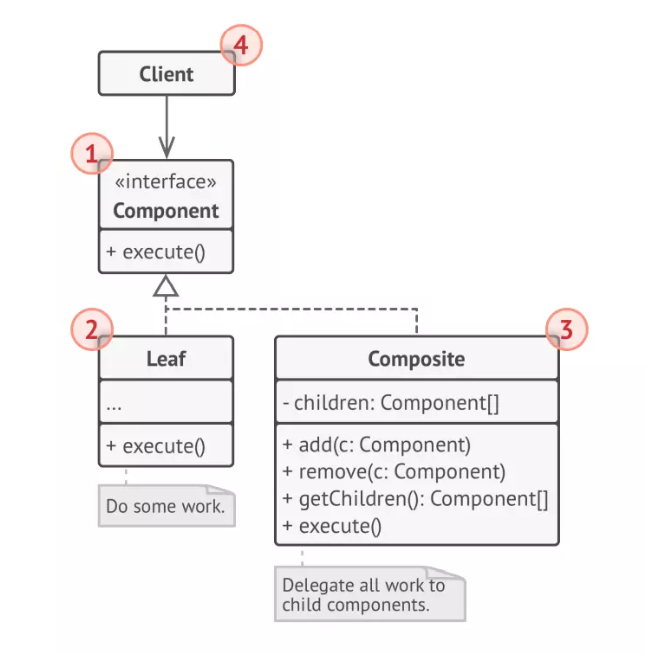 4
Client
1
«interface»
Component
+ execute()
2
Leaf
...
+ execute()
Do some work.
3
Composite
- children: Component[]
+ add(c: Component)
+ remove(c: Component)
+ getChildren(): Component[]
+ execute()
Delegate all work to
child components.